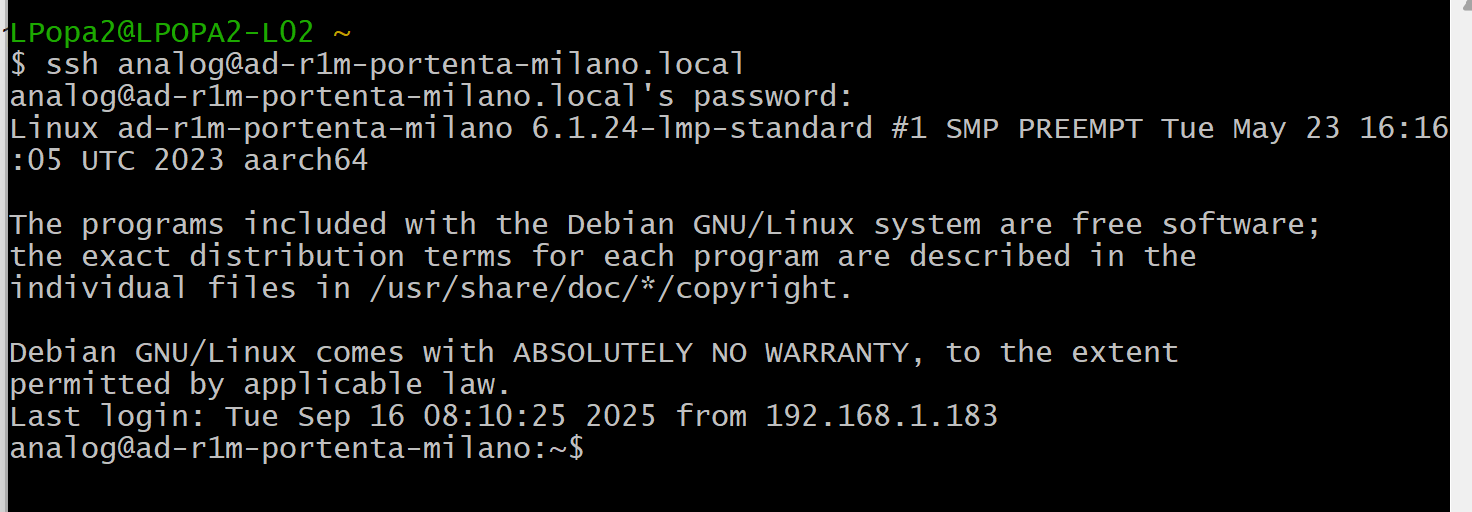 LPopa2@LPOPA2-L02 ~
$ ssh analog@ad-r1m-portenta-milano.local
analog@ad-r1m-portenta-milano.local's password:
Linux ad-r1m-portenta-milano 6.1.24-lmp-standard #1 SMP PREEMPT Tue May 23 16:16
:05 UTC 2023 aarch64

The programs included with the Debian GNU/Linux system are free software;
the exact distribution terms for each program are described in the
individual files in /usr/share/doc/*/copyright.

Debian GNU/Linux comes with ABSOLUTELY NO WARRANTY, to the extent
permitted by applicable law.
Last login: Tue Sep 16 08:10:25 2025 from 192.168.1.183
analog@ad-r1m-portenta-milano:~$